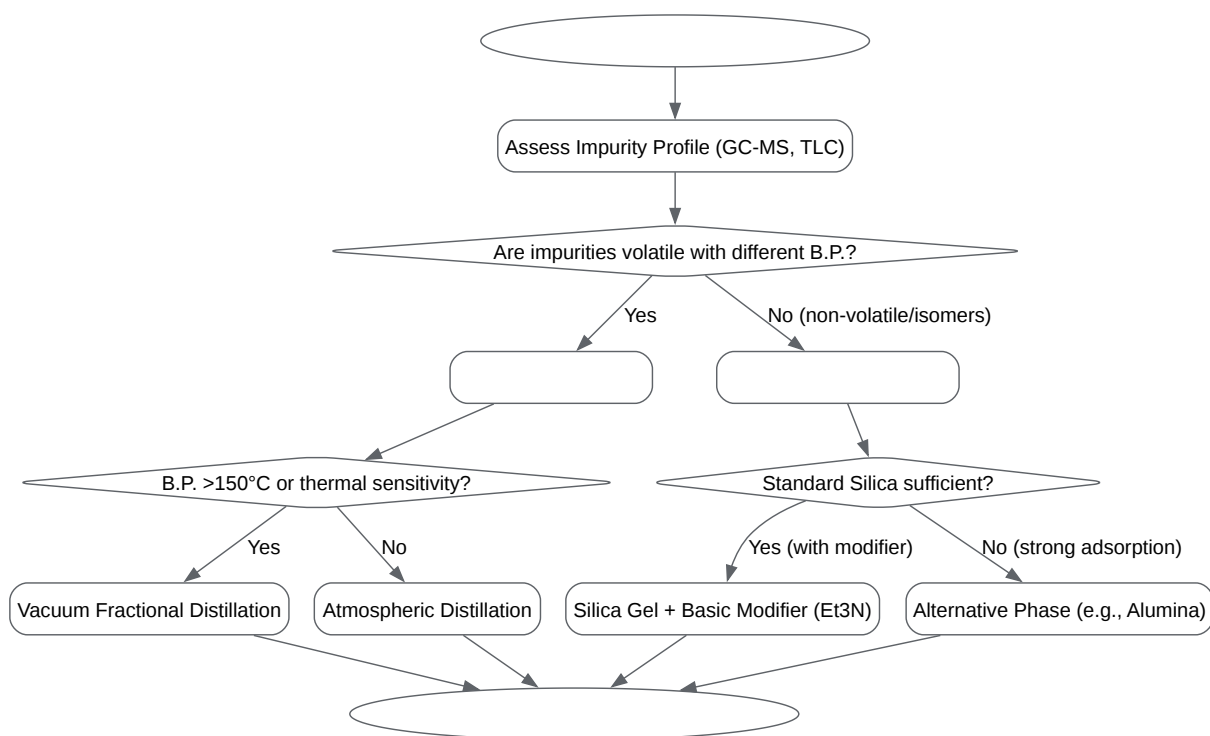 Assess Impurity Profile (GC-MS, TLC)
Are impurities volatile with different B.P.?
Yes
No (non-volatile/isomers)
B.P. >150°C or thermal sensitivity?
Standard Silica sufficient?
Yes
No
Yes (with modifier)
No (strong adsorption)
Vacuum Fractional Distillation
Atmospheric Distillation
Silica Gel + Basic Modifier (Et3N)
Alternative Phase (e.g., Alumina)